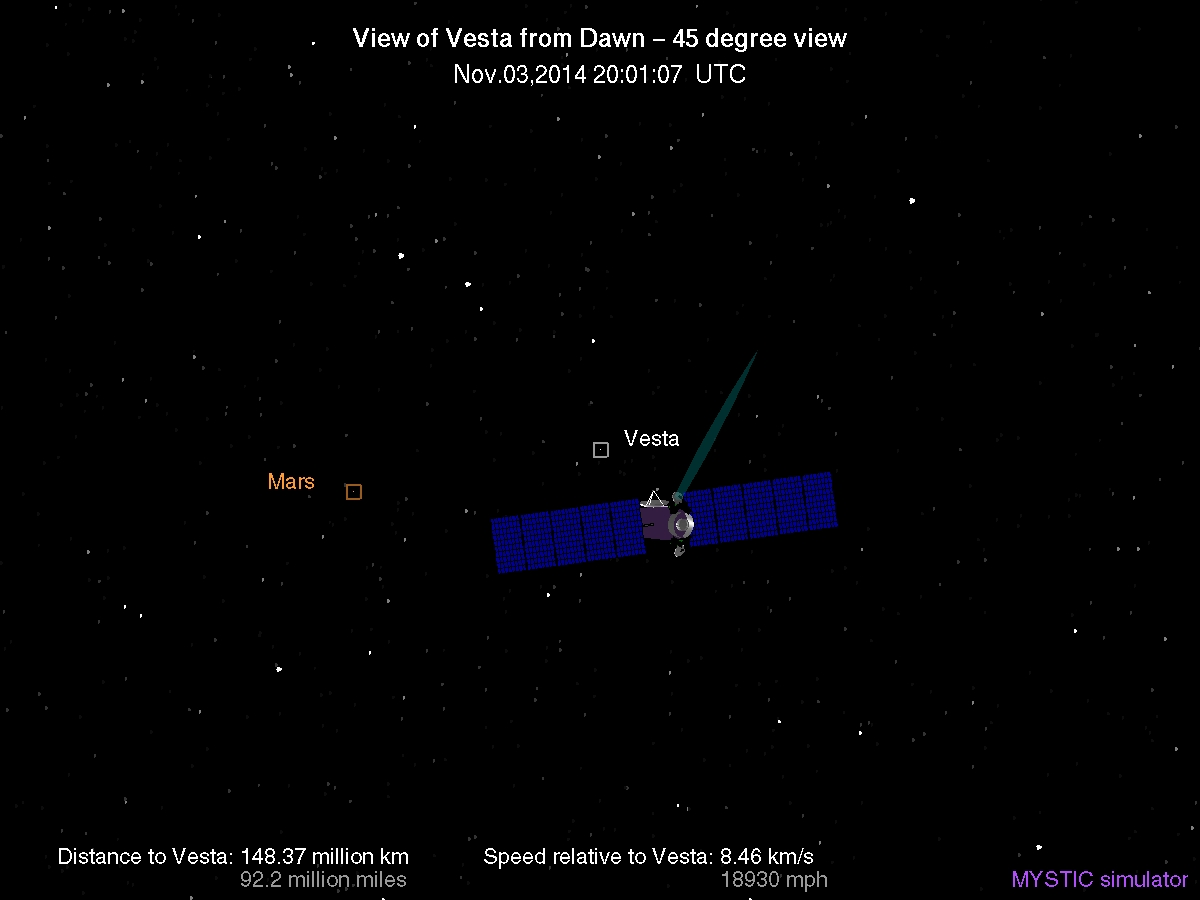 View of Vesta from Dawn – 45 degree view
Nov.03,2014 20:01:07 UTC
Vesta
Mars
Distance to Vesta: 148.37 million km
92.2 million miles
Speed relative to Vesta: 8.46 km/s
18930 mph
MYSTIC simulator